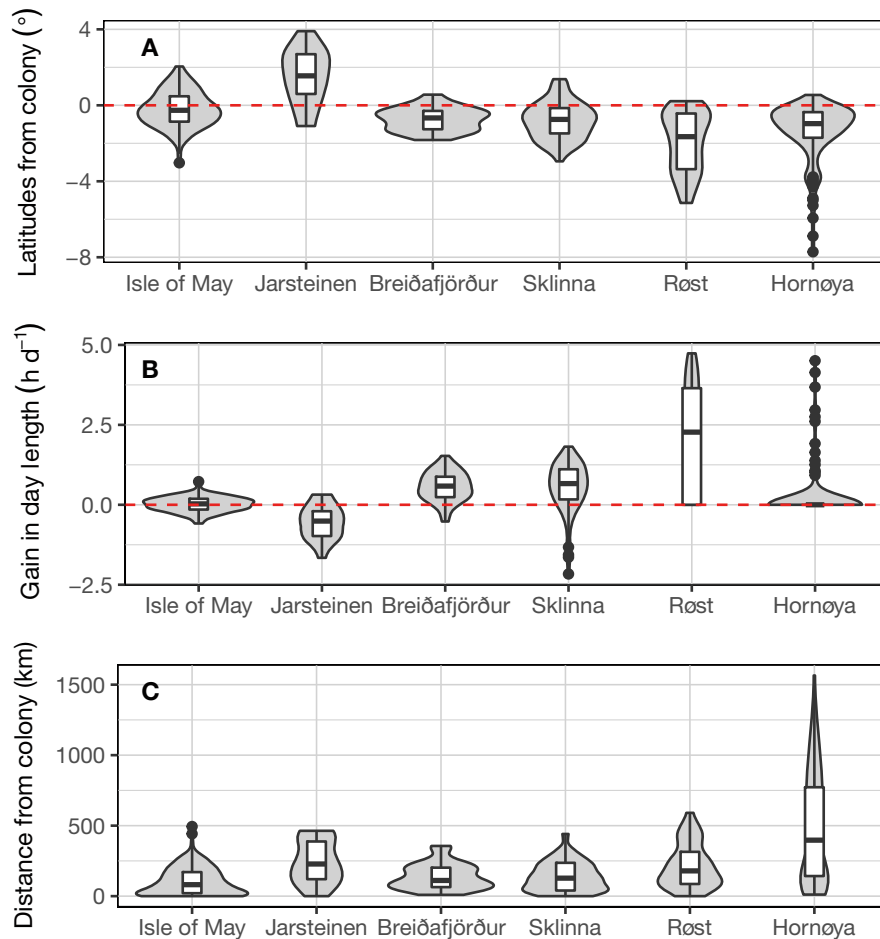 Latitudes from colony (°)
A
4
0
−4
−8
Isle of May Jarsteinen Breiðafjörður Sklinna Røst Hornøya
Gain in day length (h d⁻¹)
B
5.0
2.5
0.0
−2.5
Isle of May Jarsteinen Breiðafjörður Sklinna Røst Hornøya
Distance from colony (km)
C
1500
1000
500
0
Isle of May Jarsteinen Breiðafjörður Sklinna Røst Hornøya